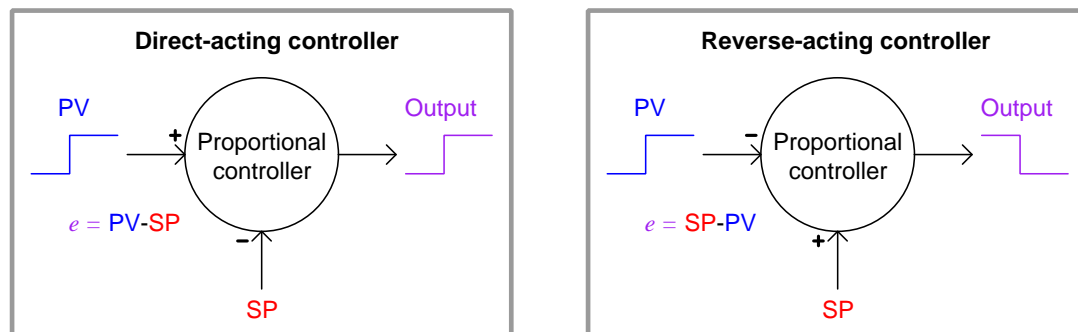 Direct-acting controller
PV
Output
+
Proportional
controller
e = PV-SP
-
SP
Reverse-acting controller
PV
Output
-
Proportional
controller
e = SP-PV
+
SP